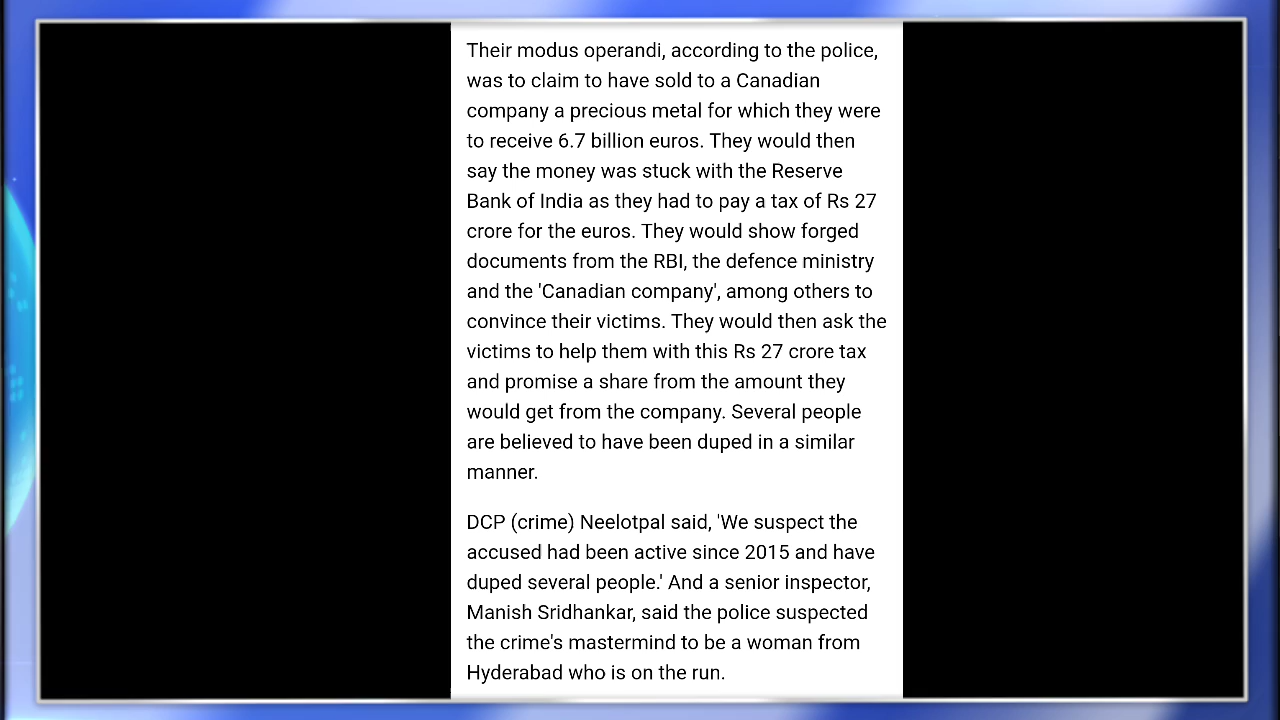 Their modus operandi, according to the police,
was to claim to have sold to a Canadian
company a precious metal for which they were
to receive 6.7 billion euros. They would then
say the money was stuck with the Reserve
Bank of India as they had to pay a tax of Rs 27
crore for the euros. They would show forged
documents from the RBI, the defence ministry
and the 'Canadian company', among others to
convince their victims. They would then ask the
victims to help them with this Rs 27 crore tax
and promise a share from the amount they
would get from the company. Several people
are believed to have been duped in a similar
manner.
DCP (crime) Neelotpal said, 'We suspect the
accused had been active since 2015 and have
duped several people.' And a senior inspector,
Manish Sridhankar, said the police suspected
the crime's mastermind to be a woman from
Hyderabad who is on the run.